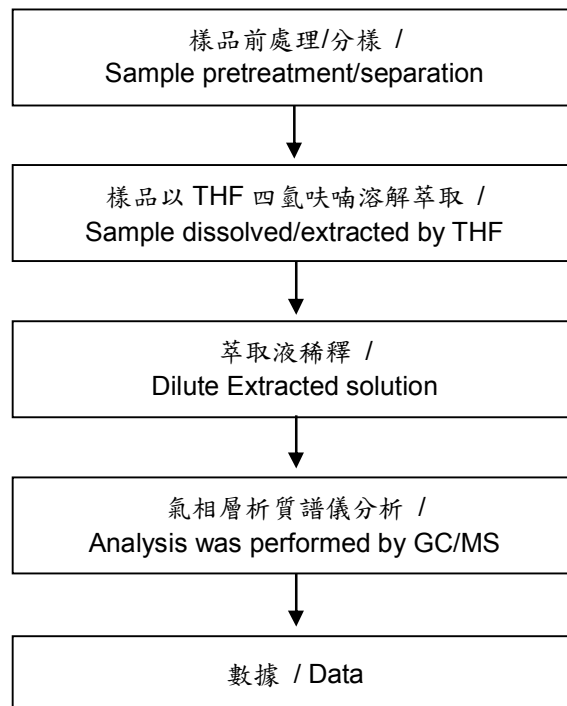 樣品前處理/分樣 /
Sample pretreatment/separation
樣品以 THF 四氫呋喃溶解萃取 /
Sample dissolved/extracted by THF
萃取液稀釋 /
Dilute Extracted solution
氣相層析質譜儀分析 /
Analysis was performed by GC/MS
數據 / Data